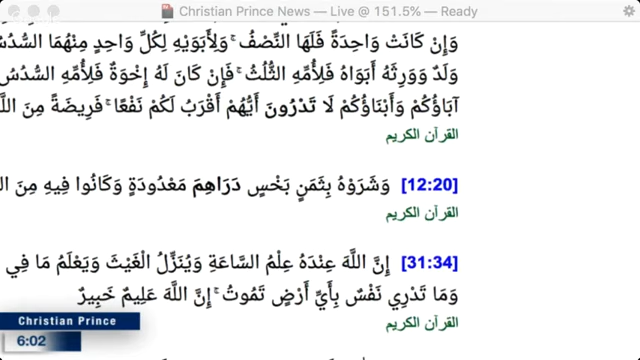 Christian Prince News — Live @ 151.5% — Ready
وَإِنْ كَانَتْ وَاحِدَةً فَلَهَا النِّصْفُ ۚ وَلِأَبَوَيْهِ لِكُلِّ وَاحِدٍ مِنْهُمَا السُّدُسُ
وَلَدٌ وَوَرِثَهُ أَبَوَاهُ فَلِأُمِّهِ الثُّلُثُ ۚ فَإِنْ كَانَ لَهُ إِخْوَةٌ فَلِأُمِّهِ السُّدُسُ
آبَاؤُكُمْ وَأَبْنَاؤُكُمْ لَا تَدْرُونَ أَيُّهُمْ أَقْرَبُ لَكُمْ نَفْعًا ۚ فَرِيضَةً مِنَ
القرآن الكريم
[12:20] وَشَرَوْهُ بِثَمَنٍ بَخْسٍ دَرَاهِمَ مَعْدُودَةٍ وَكَانُوا فِيهِ مِنَ
القرآن الكريم
[31:34] إِنَّ اللَّهَ عِنْدَهُ عِلْمُ السَّاعَةِ وَيُنَزِّلُ الْغَيْثَ وَيَعْلَمُ مَا فِي
وَمَا تَدْرِي نَفْسٌ بِأَيِّ أَرْضٍ تَمُوتُ ۚ إِنَّ اللَّهَ عَلِيمٌ خَبِيرٌ
القرآن الكريم
Christian Prince
6:02